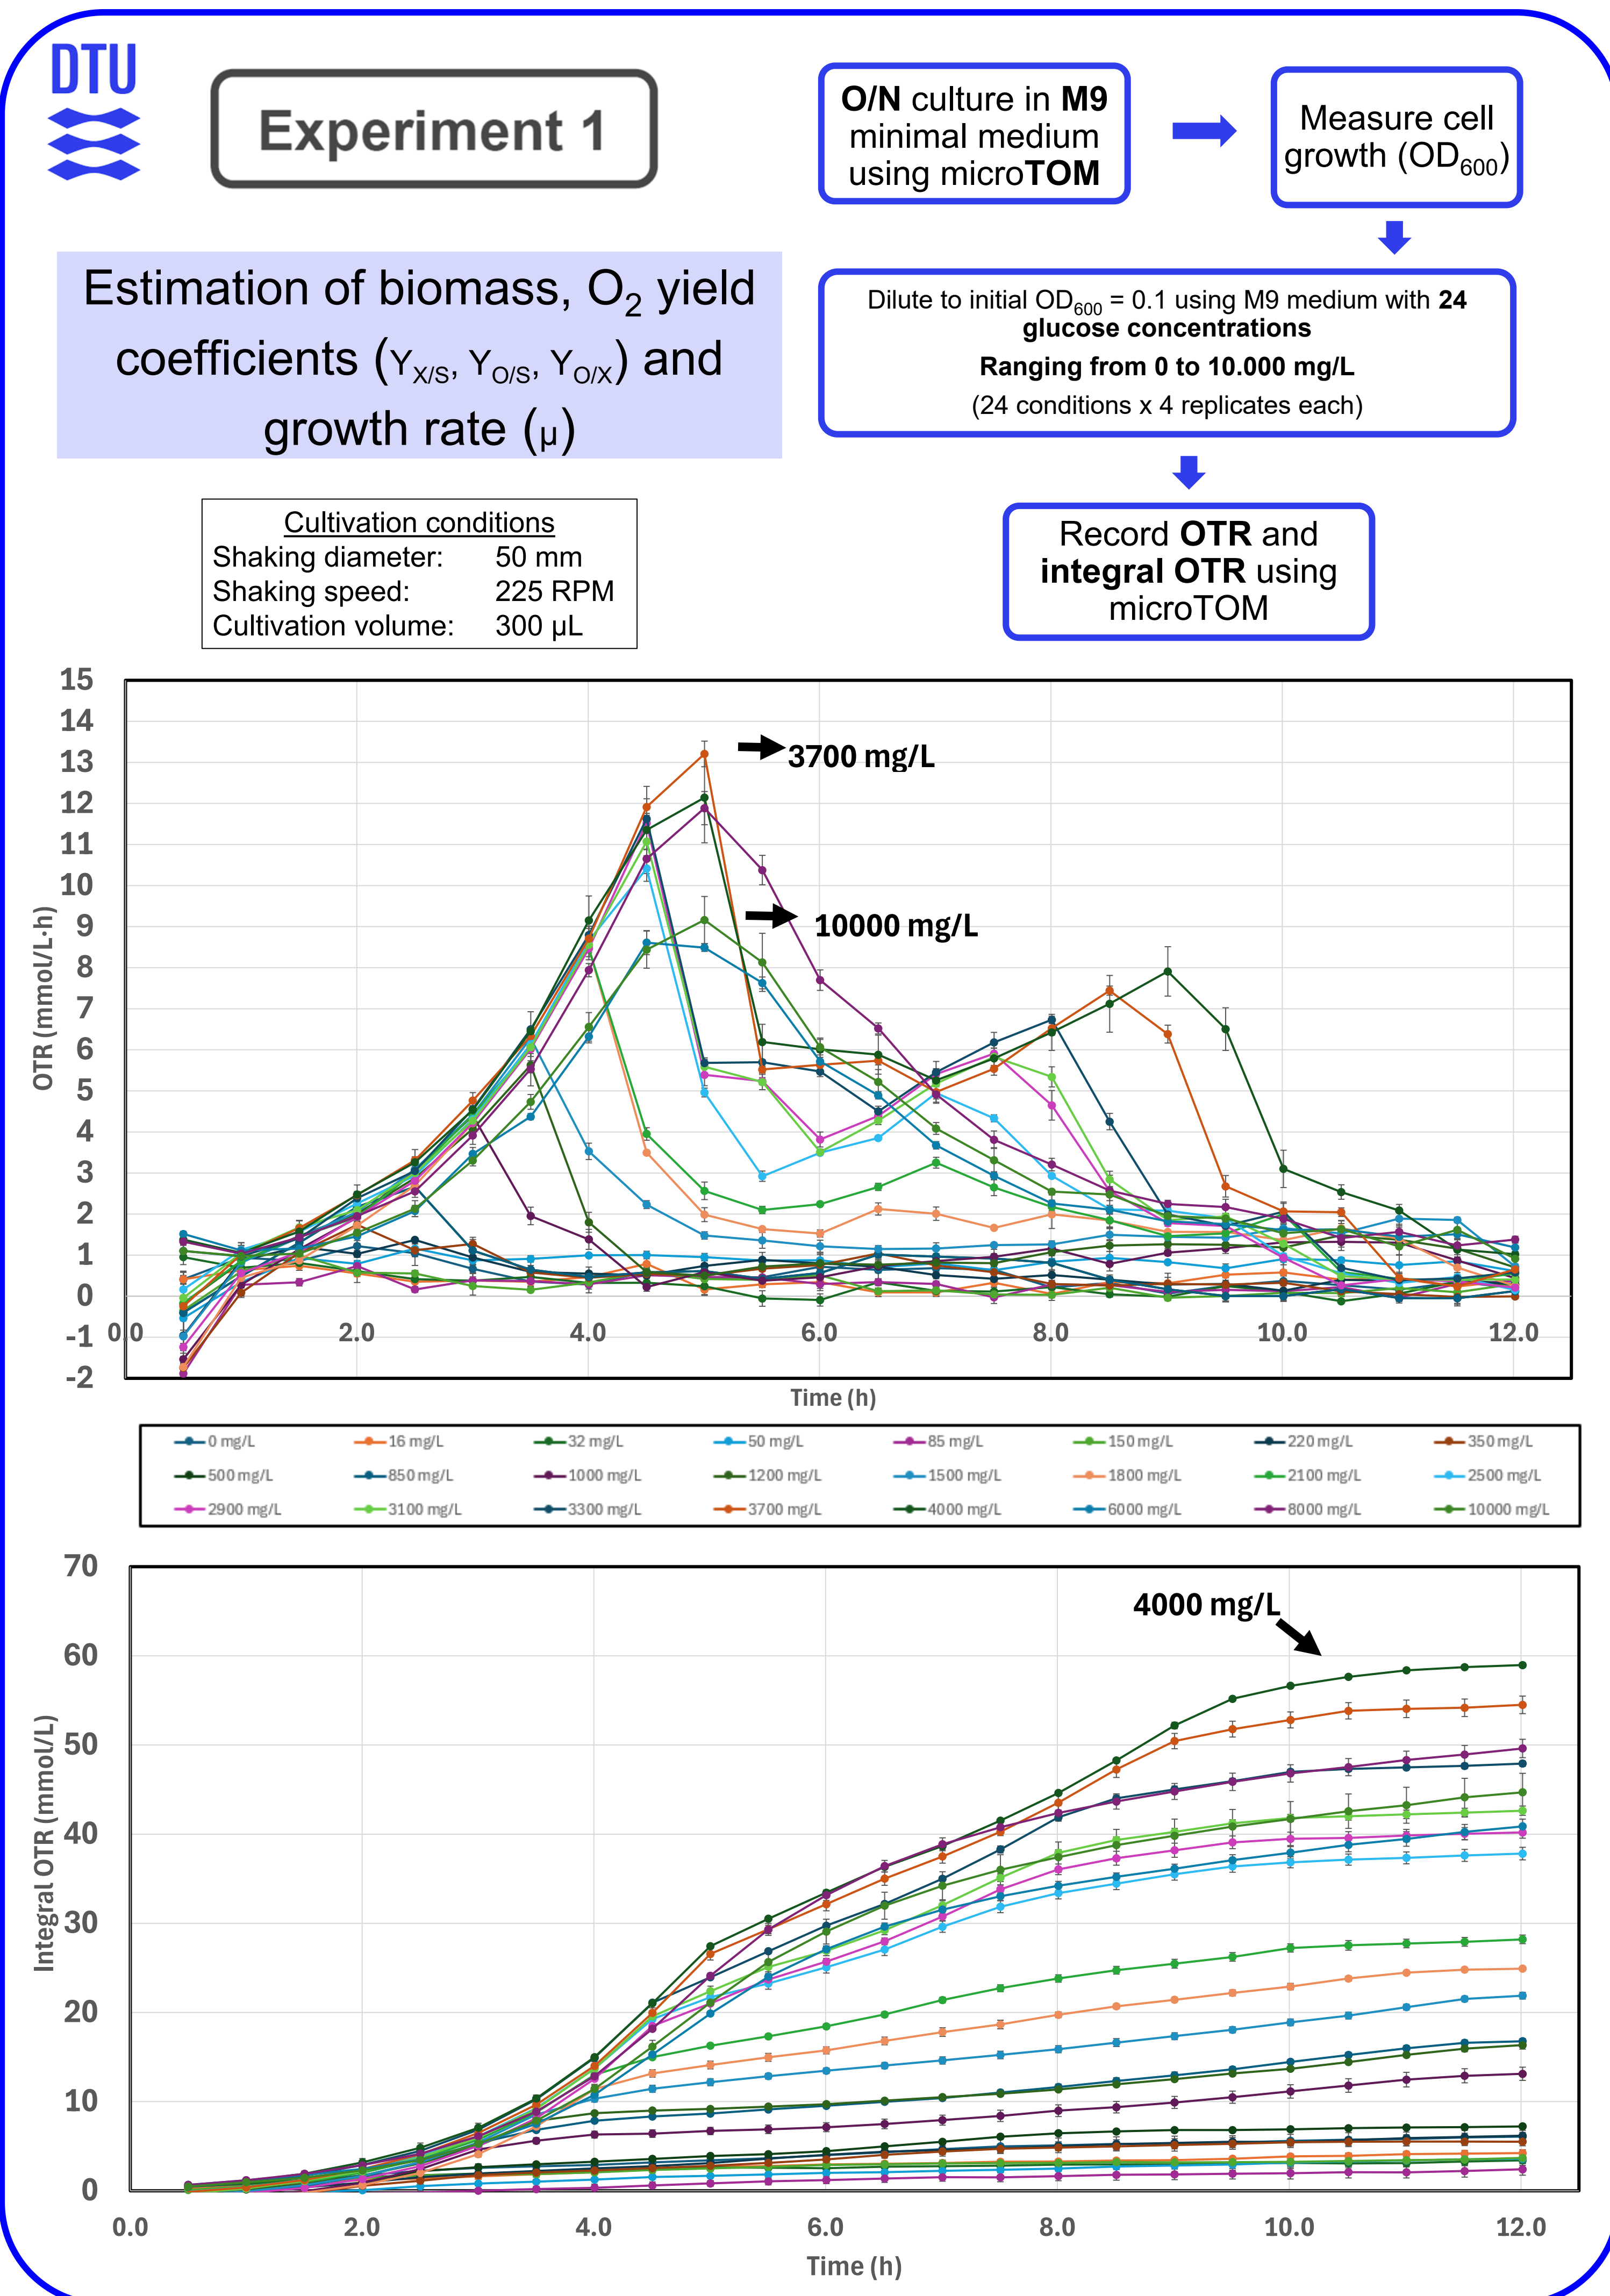 DTU
Experiment 1
O/N culture in M9
minimal medium
using microTOM
Measure cell
growth (OD600)
Estimation of biomass, O2 yield
coefficients (YX/S, YO/S, YO/X) and
growth rate (μ)
Dilute to initial OD600 = 0.1 using M9 medium with 24
glucose concentrations
Ranging from 0 to 10.000 mg/L
(24 conditions x 4 replicates each)
Cultivation conditions
Shaking diameter: 50 mm
Shaking speed: 225 RPM
Cultivation volume: 300 μL
Record OTR and
integral OTR using
microTOM
15
14
13
12
11
10
9
8
7
6
5
4
3
2
1
0
-1
-2
OTR (mmol/L·h)
3700 mg/L
10000 mg/L
0.0 2.0 4.0 6.0 8.0 10.0 12.0
Time (h)
0 mg/L 16 mg/L 32 mg/L 50 mg/L 85 mg/L 150 mg/L 220 mg/L 350 mg/L
500 mg/L 850 mg/L 1000 mg/L 1200 mg/L 1500 mg/L 1800 mg/L 2100 mg/L 2500 mg/L
2900 mg/L 3100 mg/L 3300 mg/L 3700 mg/L 4000 mg/L 6000 mg/L 8000 mg/L 10000 mg/L
70
60
50
40
30
20
10
0
Integral OTR (mmol/L)
4000 mg/L
0.0 2.0 4.0 6.0 8.0 10.0 12.0
Time (h)